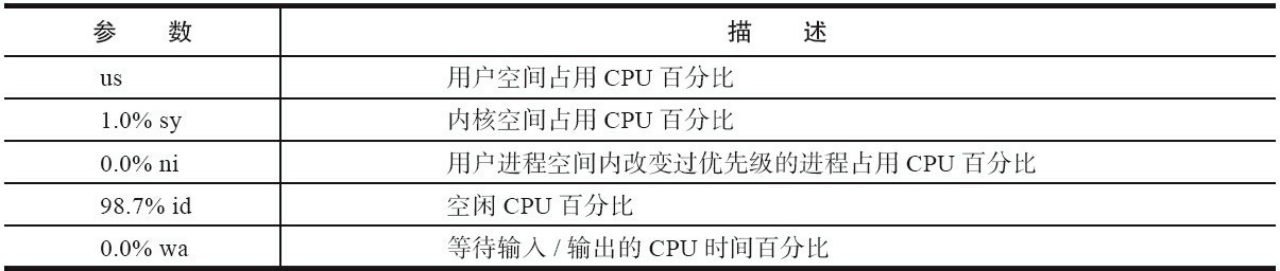 参 数 描 述
us 用户空间占用 CPU 百分比
1.0% sy 内核空间占用 CPU 百分比
0.0% ni 用户进程空间内改变过优先级的进程占用 CPU 百分比
98.7% id 空闲 CPU 百分比
0.0% wa 等待输入 / 输出的 CPU 时间百分比